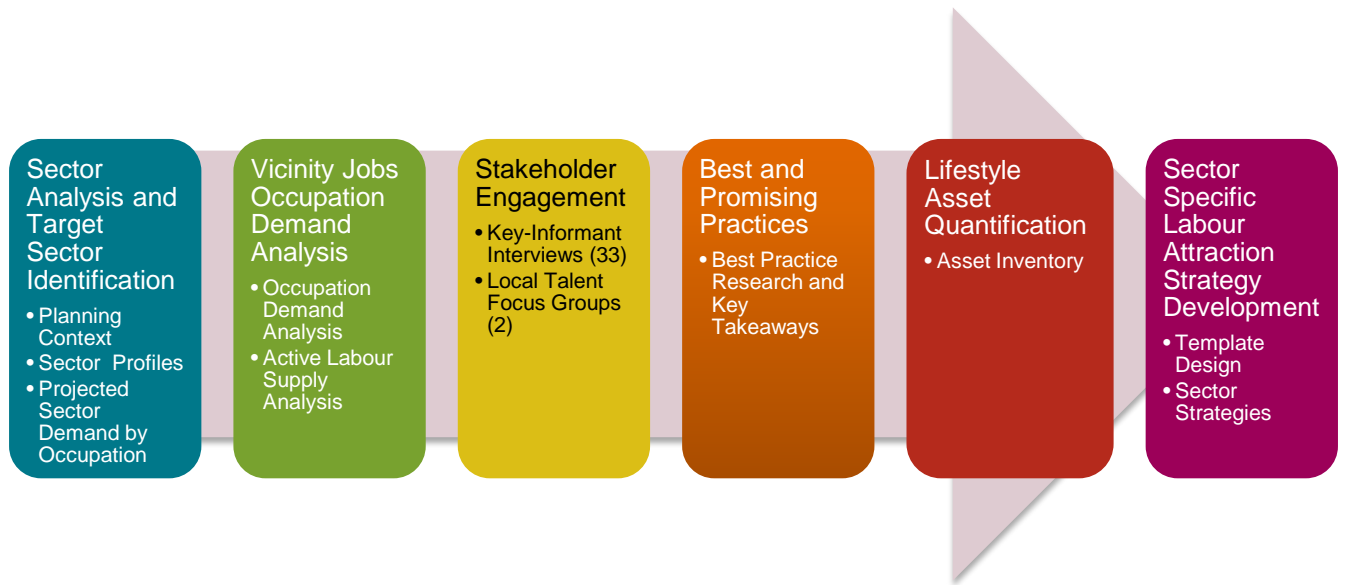 Sector
Analysis and
Target
Sector
Identification
• Planning
Context
• Sector Profiles
• Projected
Sector
Demand by
Occupation
Vicinity Jobs
Occupation
Demand
Analysis
• Occupation
Demand
Analysis
• Active Labour
Supply
Analysis
Stakeholder
Engagement
• Key-Informant
Interviews (33)
• Local Talent
Focus Groups
(2)
Best and
Promising
Practices
• Best Practice
Research and
Key
Takeaways
Lifestyle
Asset
Quantification
• Asset Inventory
Sector
Specific
Labour
Attraction
Strategy
Development
• Template
Design
• Sector
Strategies